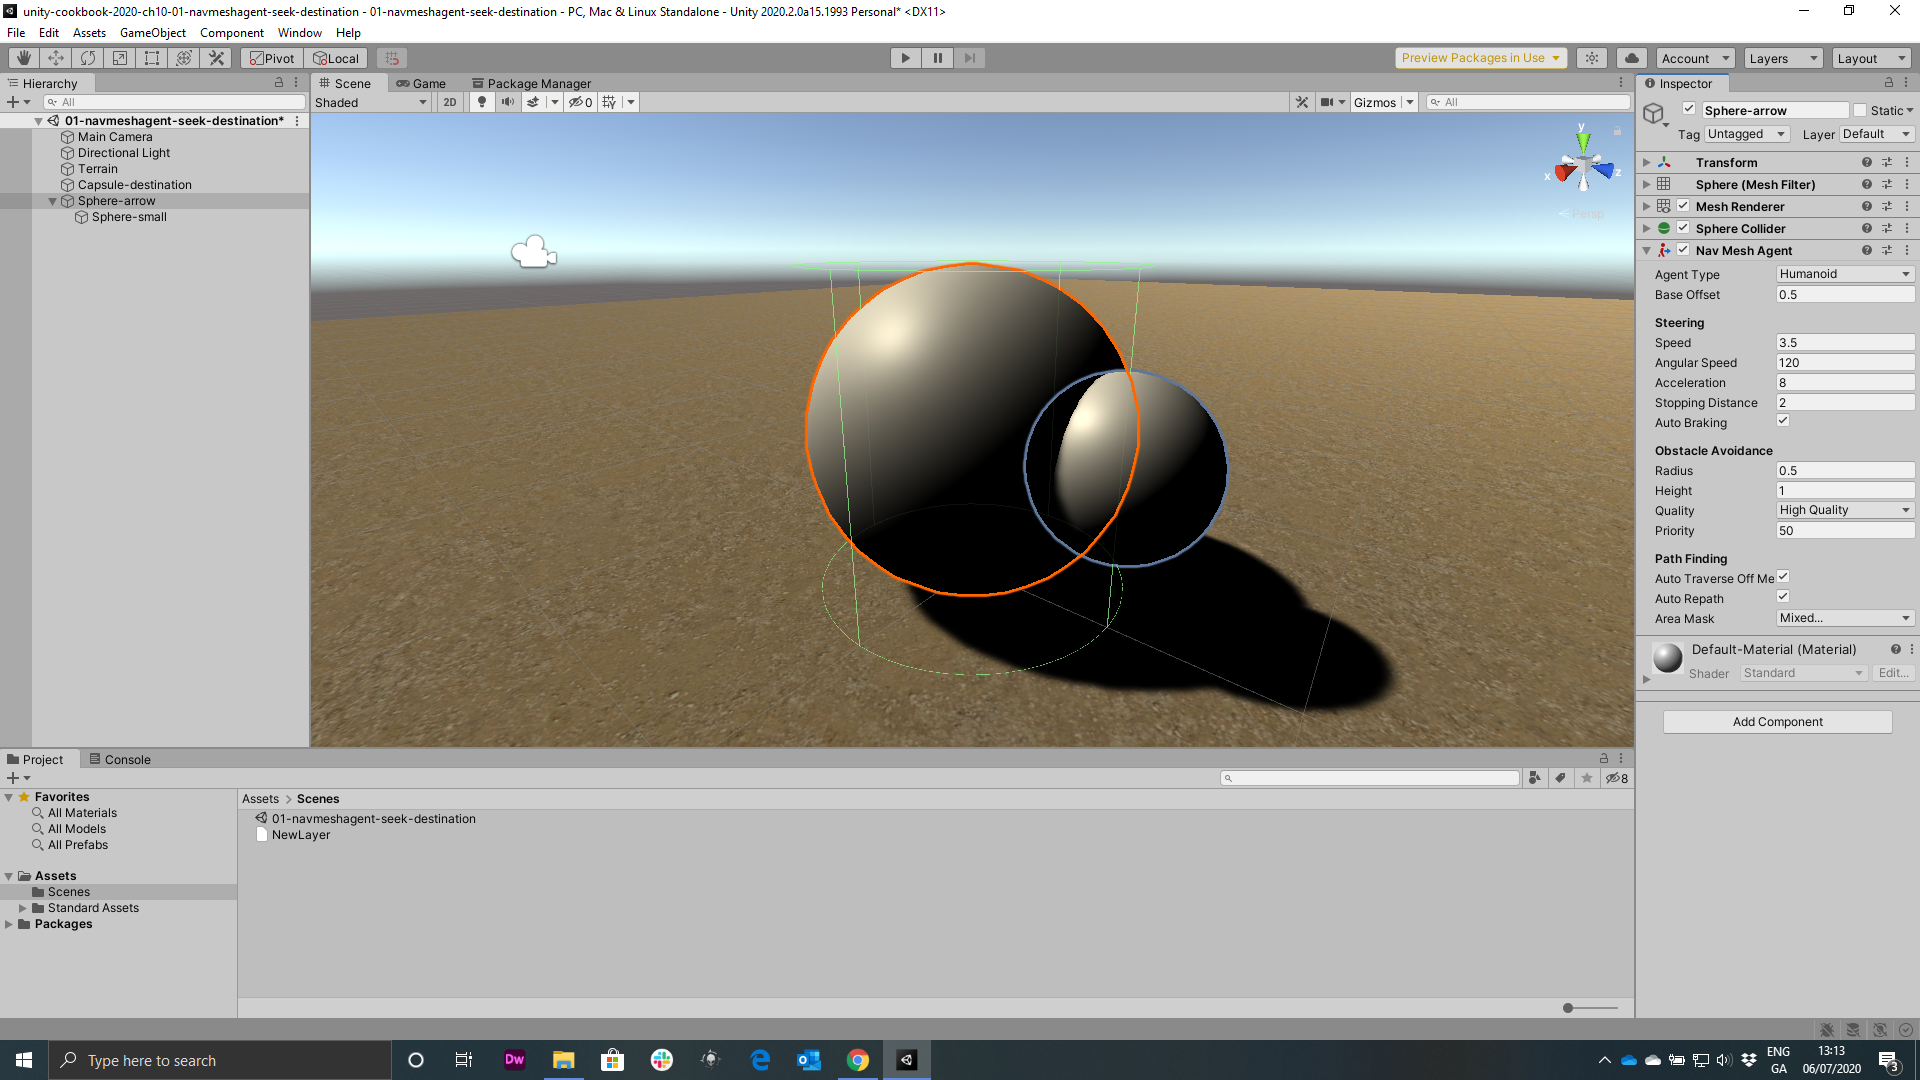 unity-cookbook-2020-ch10-01-navmeshagent-seek-destination - 01-navmeshagent-seek-destination - PC, Mac & Linux Standalone - Unity 2020.2.0a15.1993 Personal* <DX11>
File Edit Assets GameObject Component Window Help
Pivot Local Preview Packages in Use Account Layers Layout
Hierarchy
All
01-navmeshagent-seek-destination*
Main Camera
Directional Light
Terrain
Capsule-destination
Sphere-arrow
Sphere-small
Scene Game Package Manager
Shaded 2D 0 Gizmos All
y
x z
Persp
Inspector
Sphere-arrow Static
Tag Untagged Layer Default
Transform
Sphere (Mesh Filter)
Mesh Renderer
Sphere Collider
Nav Mesh Agent
Agent Type Humanoid
Base Offset 0.5
Steering
Speed 3.5
Angular Speed 120
Acceleration 8
Stopping Distance 2
Auto Braking
Obstacle Avoidance
Radius 0.5
Height 1
Quality High Quality
Priority 50
Path Finding
Auto Traverse Off Me
Auto Repath
Area Mask Mixed...
Default-Material (Material)
Shader Standard Edit...
Add Component
Project Console
8
Favorites
All Materials
All Models
All Prefabs
Assets
Scenes
Standard Assets
Packages
Assets > Scenes
01-navmeshagent-seek-destination
NewLayer
Type here to search
Dw
ENG
GA
13:13
06/07/2020
3